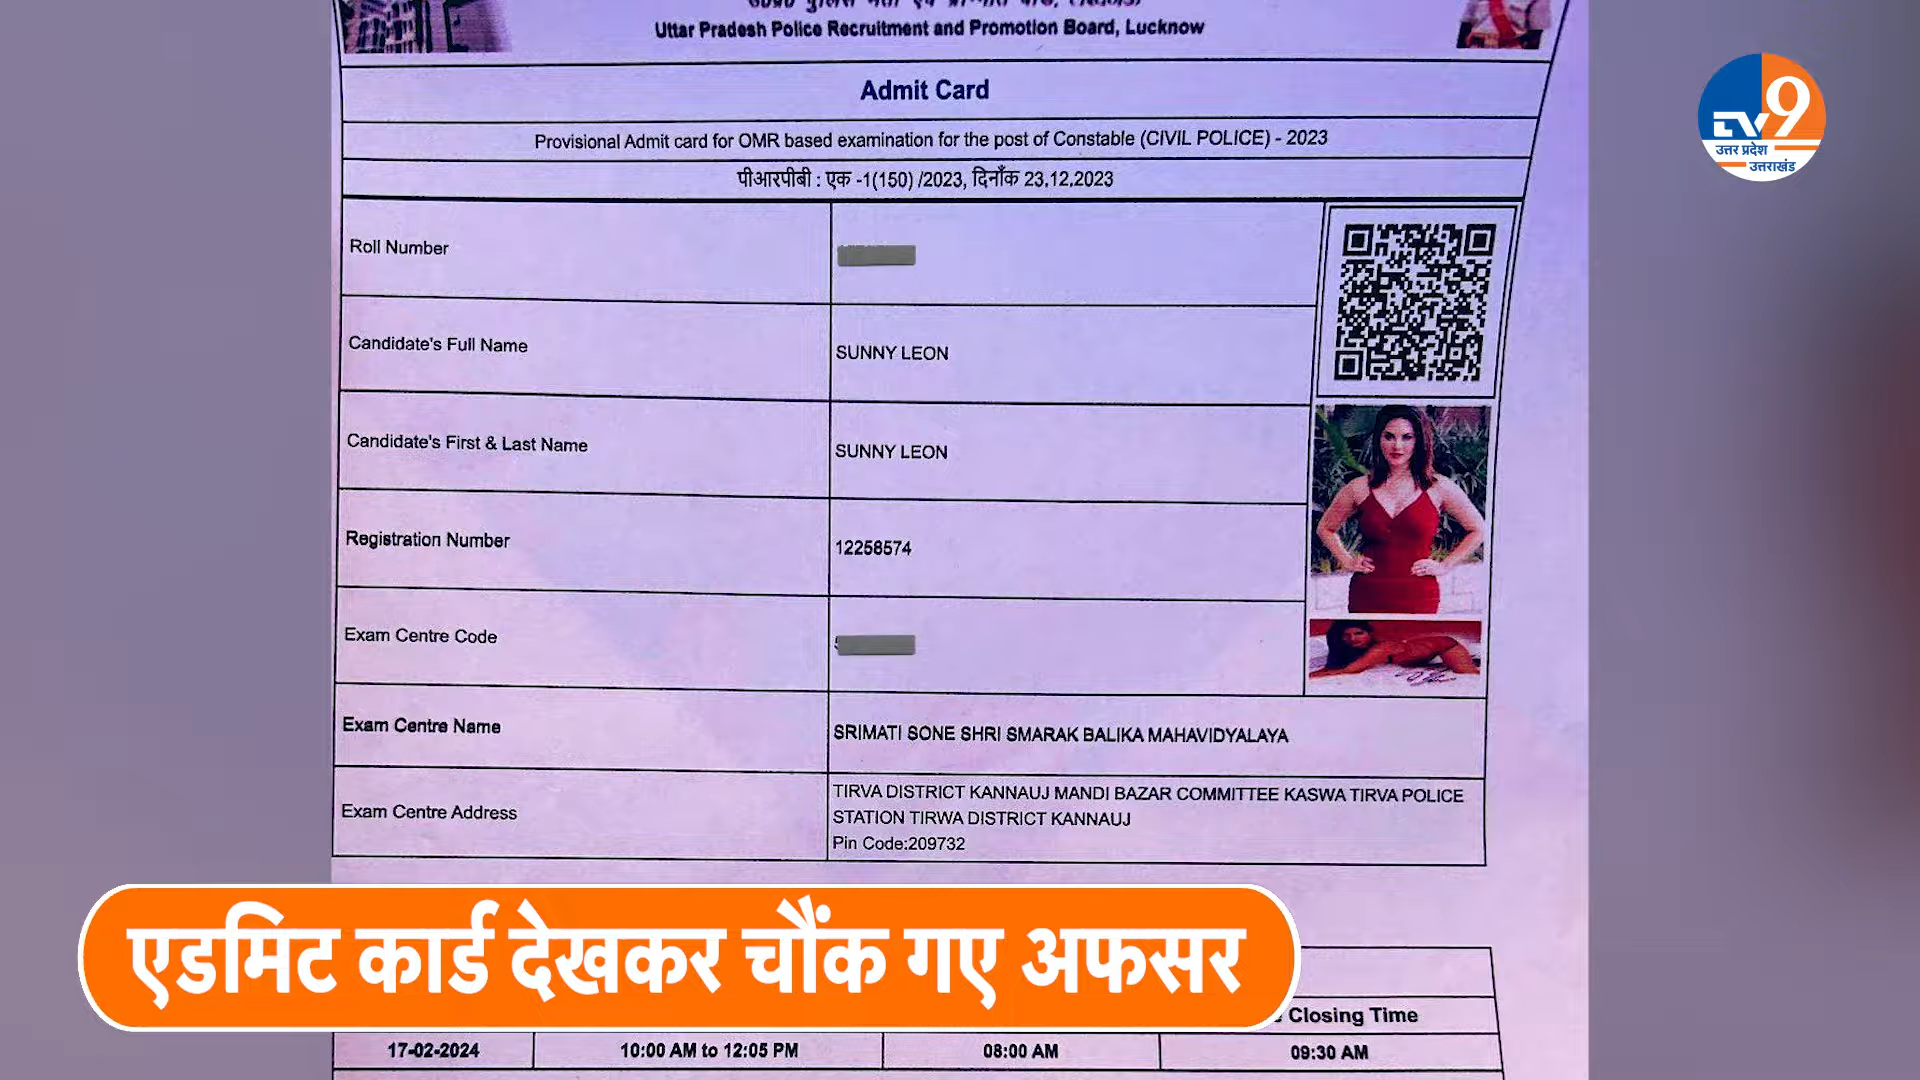 Uttar Pradesh Police Recruitment and Promotion Board, Lucknow
Admit Card
Provisional Admit card for OMR based examination for the post of Constable (CIVIL POLICE) - 2023
पीआरपीबी : एक -1(150) /2023, दिनाँक 23.12.2023
TV9
उत्तर प्रदेश
उत्तराखंड
Roll Number
Candidate's Full Name SUNNY LEON
Candidate's First & Last Name SUNNY LEON
Registration Number 12258574
Exam Centre Code
Exam Centre Name SRIMATI SONE SHRI SMARAK BALIKA MAHAVIDYALAYA
Exam Centre Address TIRVA DISTRICT KANNAUJ MANDI BAZAR COMMITTEE KASWA TIRVA POLICE
STATION TIRWA DISTRICT KANNAUJ
Pin Code:209732
एडमिट कार्ड देखकर चौंक गए अफसर
Closing Time
17-02-2024 10:00 AM to 12:05 PM 08:00 AM 09:30 AM